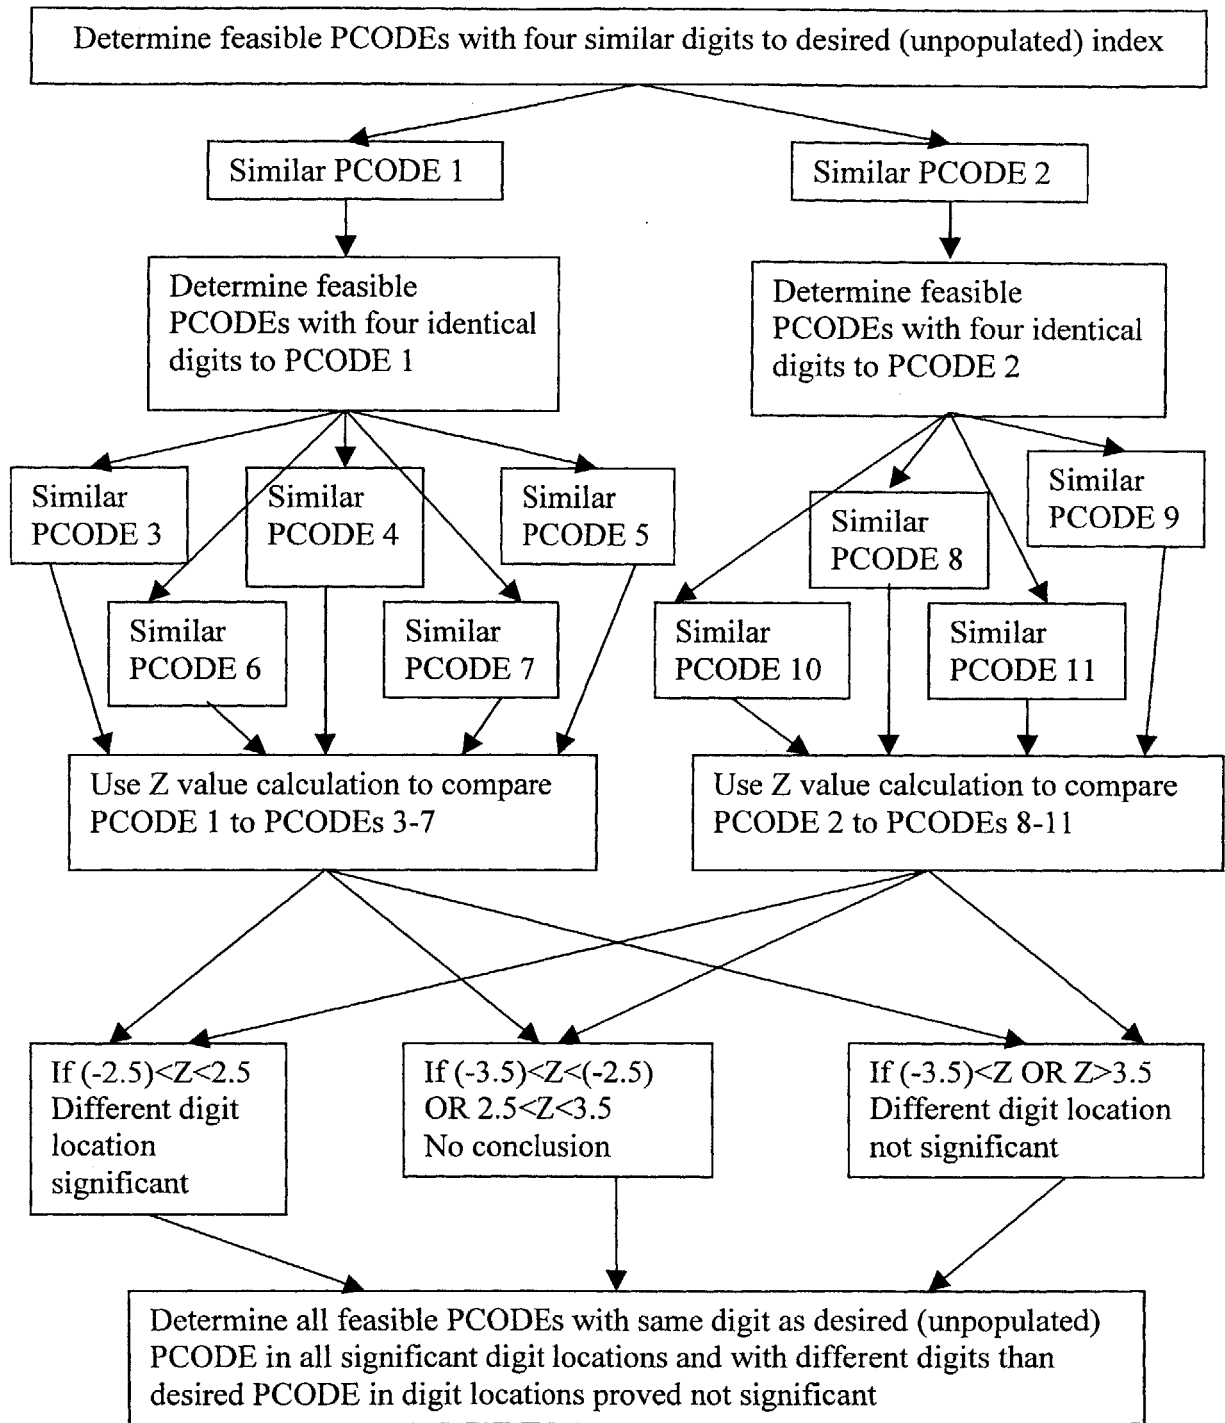 Determine feasible PCODEs with four similar digits to desired (unpopulated) index
Similar PCODE 1
Similar PCODE 2
Determine feasible
PCODEs with four identical
digits to PCODE 1
Determine feasible
PCODEs with four identical
digits to PCODE 2
Similar
PCODE 3
Similar
PCODE 4
Similar
PCODE 5
Similar
PCODE 6
Similar
PCODE 7
Similar
PCODE 8
Similar
PCODE 9
Similar
PCODE 10
Similar
PCODE 11
Use Z value calculation to compare
PCODE 1 to PCODEs 3-7
Use Z value calculation to compare
PCODE 2 to PCODEs 8-11
If (-2.5)<Z<2.5
Different digit
location
significant
If (-3.5)<Z<(-2.5)
OR 2.5<Z<3.5
No conclusion
If (-3.5)<Z OR Z>3.5
Different digit location
not significant
Determine all feasible PCODEs with same digit as desired (unpopulated)
PCODE in all significant digit locations and with different digits than
desired PCODE in digit locations proved not significant